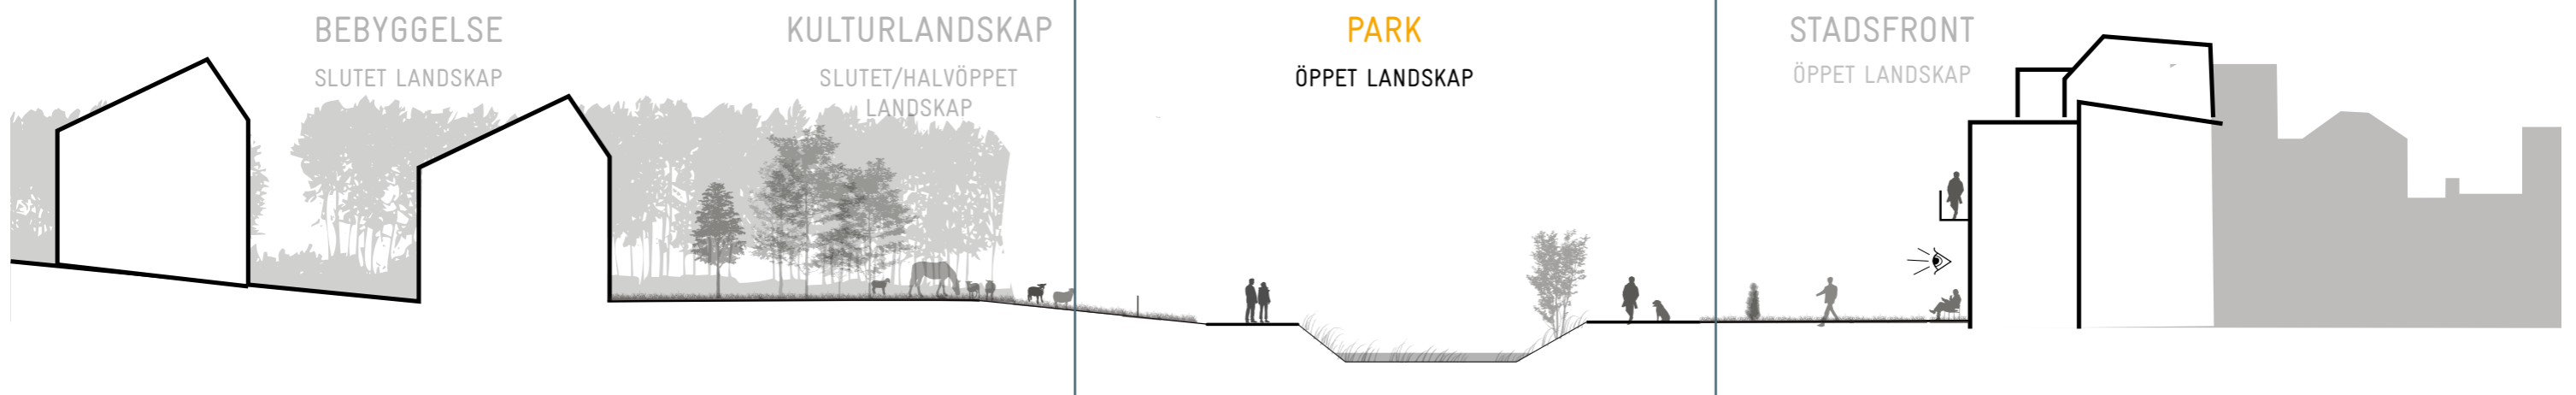 BEBYGGELSE
SLUTET LANDSKAP
KULTURLANDSKAP
SLUTET/HALVÖPPET
LANDSKAP
PARK
ÖPPET LANDSKAP
STADSFRONT
ÖPPET LANDSKAP